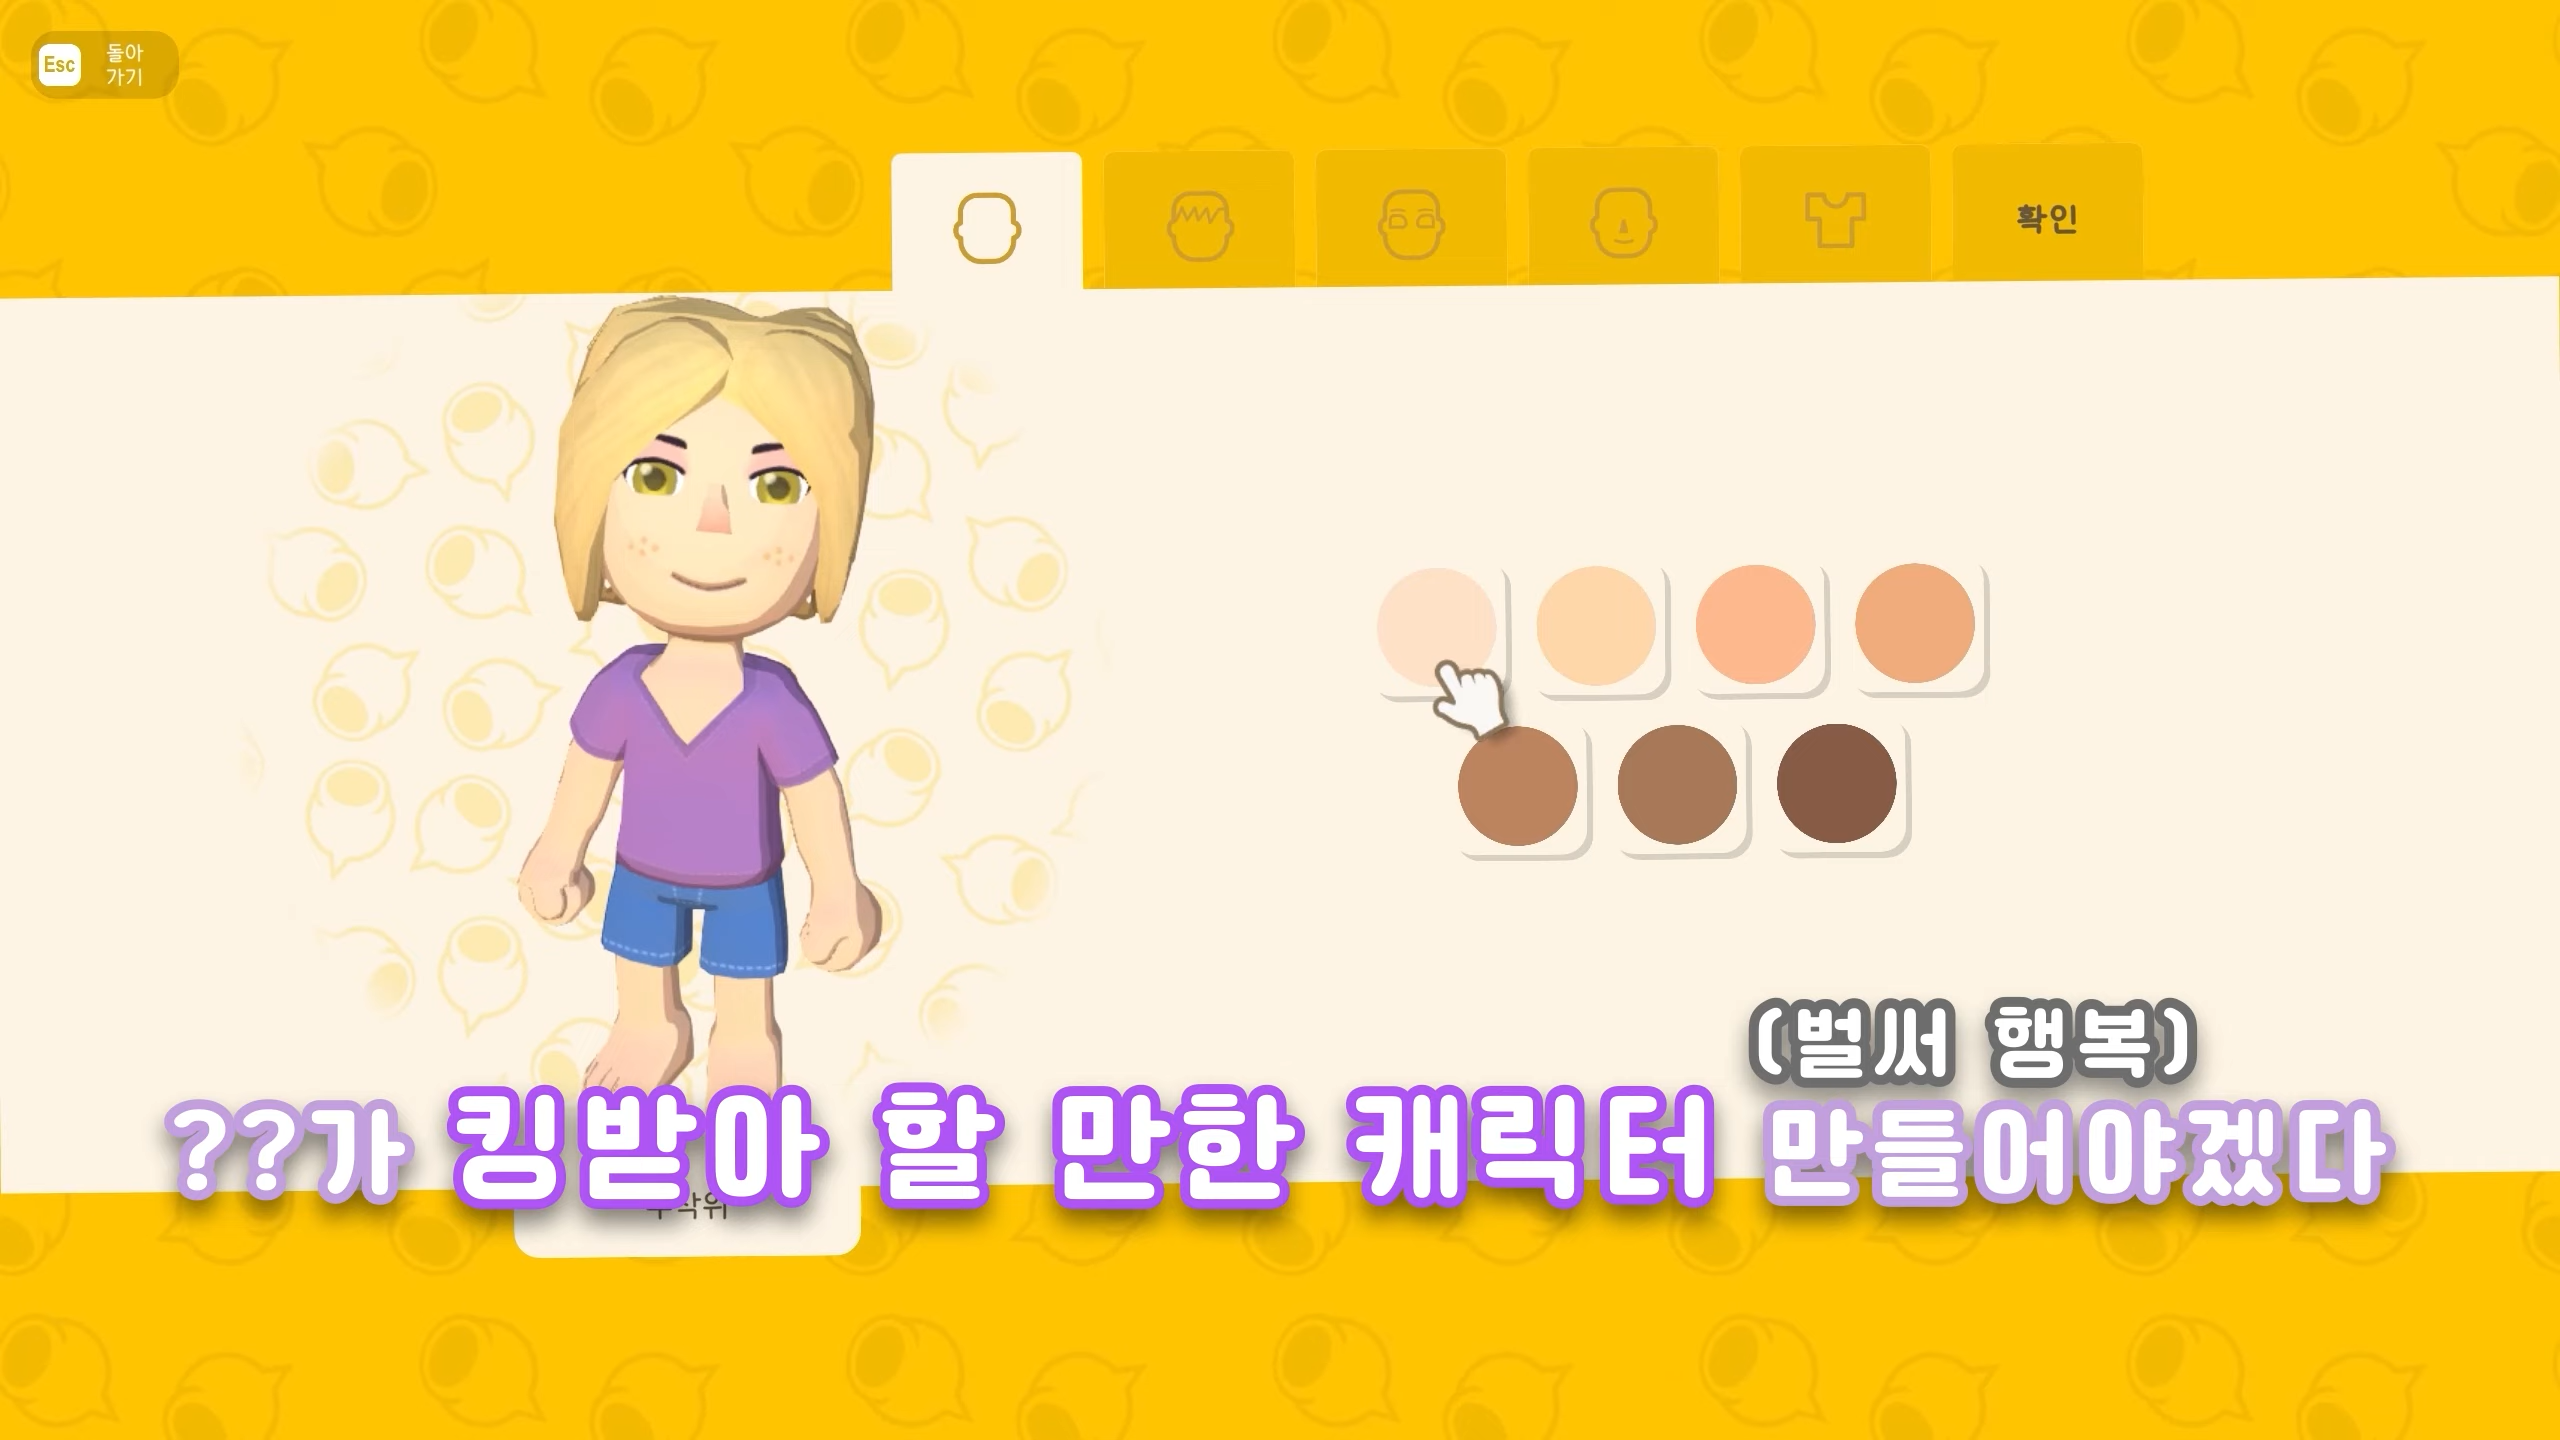 Esc
돌아
가기
확인
(벌써 행복)
??가 킹받아 할 만한 캐릭터 만들어야겠다